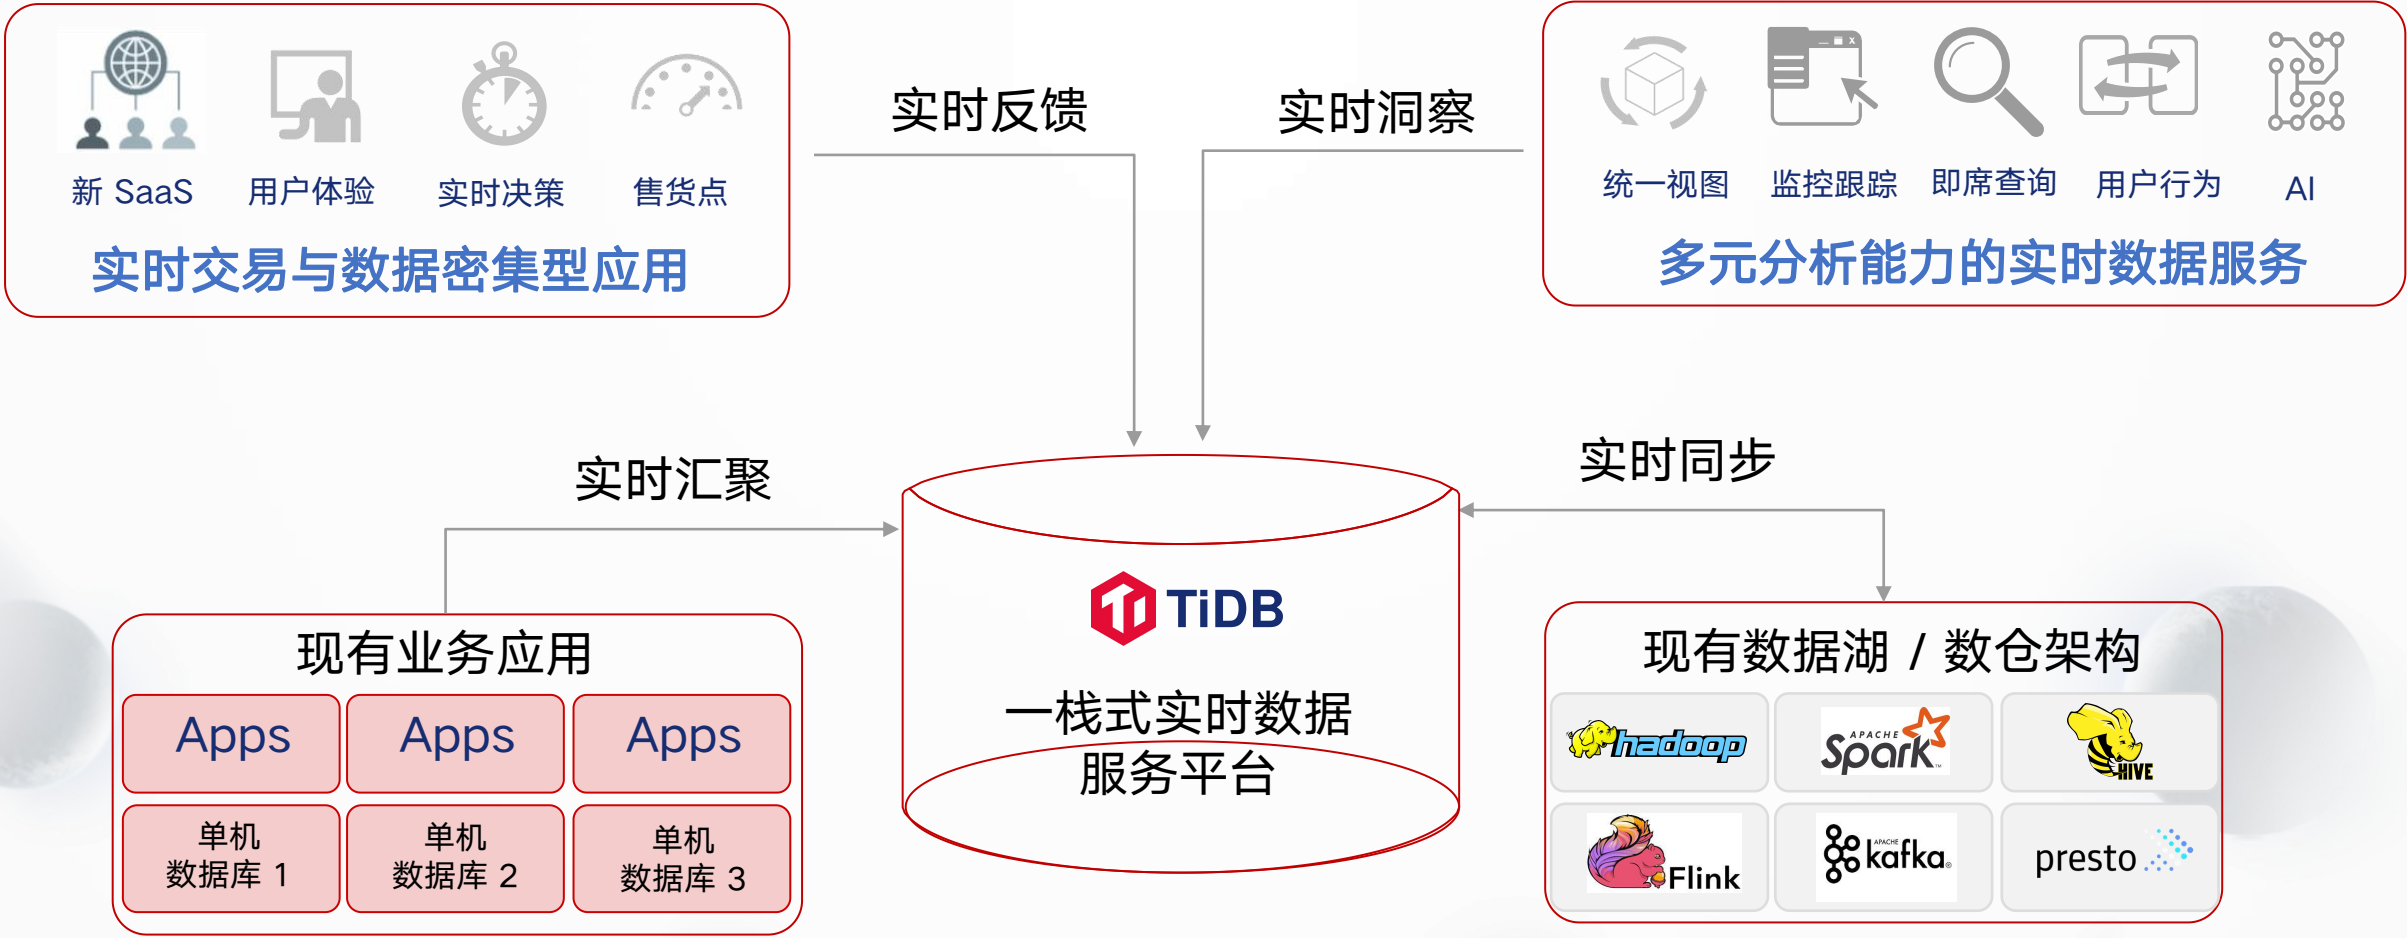 新 SaaS
用户体验
实时决策
售货点
实时交易与数据密集型应用
实时反馈
实时洞察
统一视图
监控跟踪
即席查询
用户行为
AI
多元分析能力的实时数据服务
实时汇聚
实时同步
TiDB
一栈式实时数据
服务平台
现有业务应用
Apps
Apps
Apps
单机
数据库 1
单机
数据库 2
单机
数据库 3
现有数据湖 / 数仓架构
hadoop
APACHE
Spark™
HIVE
Flink
APACHE
kafka®
presto